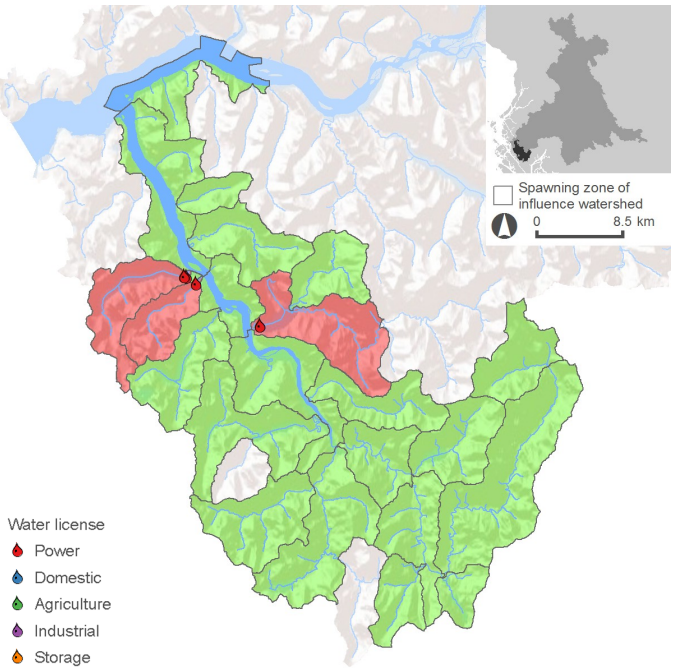 Spawning zone of
influence watershed
0 8.5 km
Water license
Power
Domestic
Agriculture
Industrial
Storage